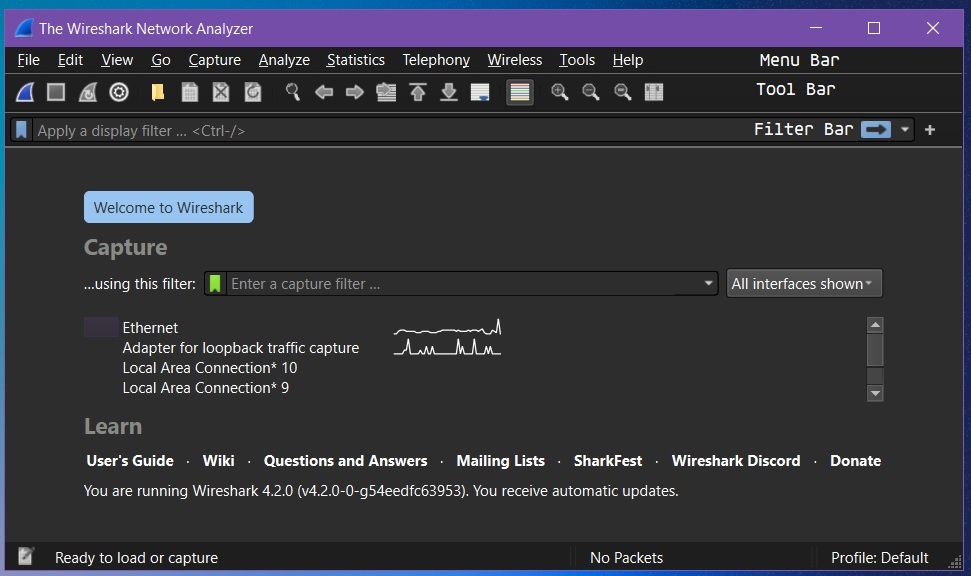 The Wireshark Network Analyzer
File Edit View Go Capture Analyze Statistics Telephony Wireless Tools Help Menu Bar
Tool Bar
Apply a display filter ... <Ctrl-/> Filter Bar
Welcome to Wireshark
Capture
...using this filter: Enter a capture filter ... All interfaces shown
Ethernet
Adapter for loopback traffic capture
Local Area Connection* 10
Local Area Connection* 9
Learn
User's Guide · Wiki · Questions and Answers · Mailing Lists · SharkFest · Wireshark Discord · Donate
You are running Wireshark 4.2.0 (v4.2.0-0-g54eedfc63953). You receive automatic updates.
Ready to load or capture No Packets Profile: Default